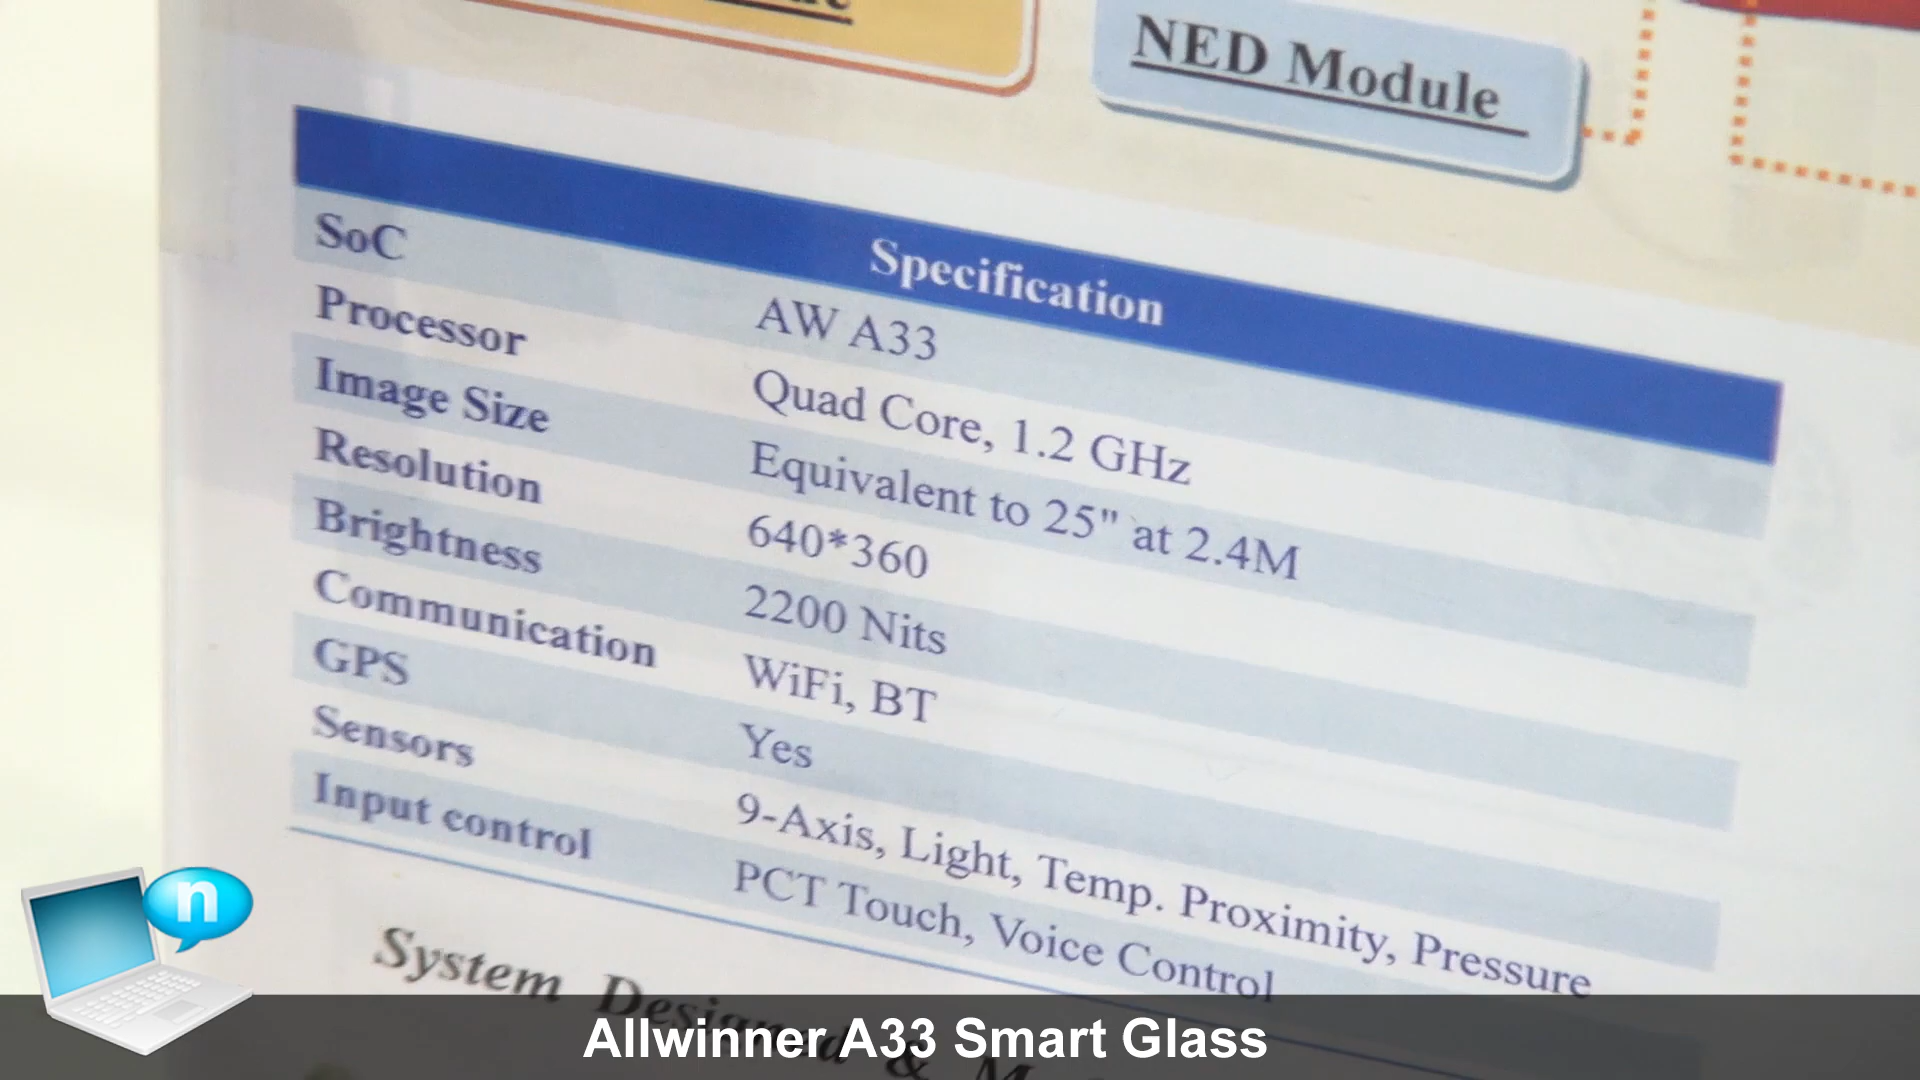 NED Module
Specification
SoC AW A33
Processor Quad Core, 1.2 GHz
Image Size Equivalent to 25" at 2.4M
Resolution 640*360
Brightness 2200 Nits
Communication WiFi, BT
GPS Yes
Sensors 9-Axis, Light, Temp. Proximity, Pressure
Input control PCT Touch, Voice Control
System Designed &
n
Allwinner A33 Smart Glass